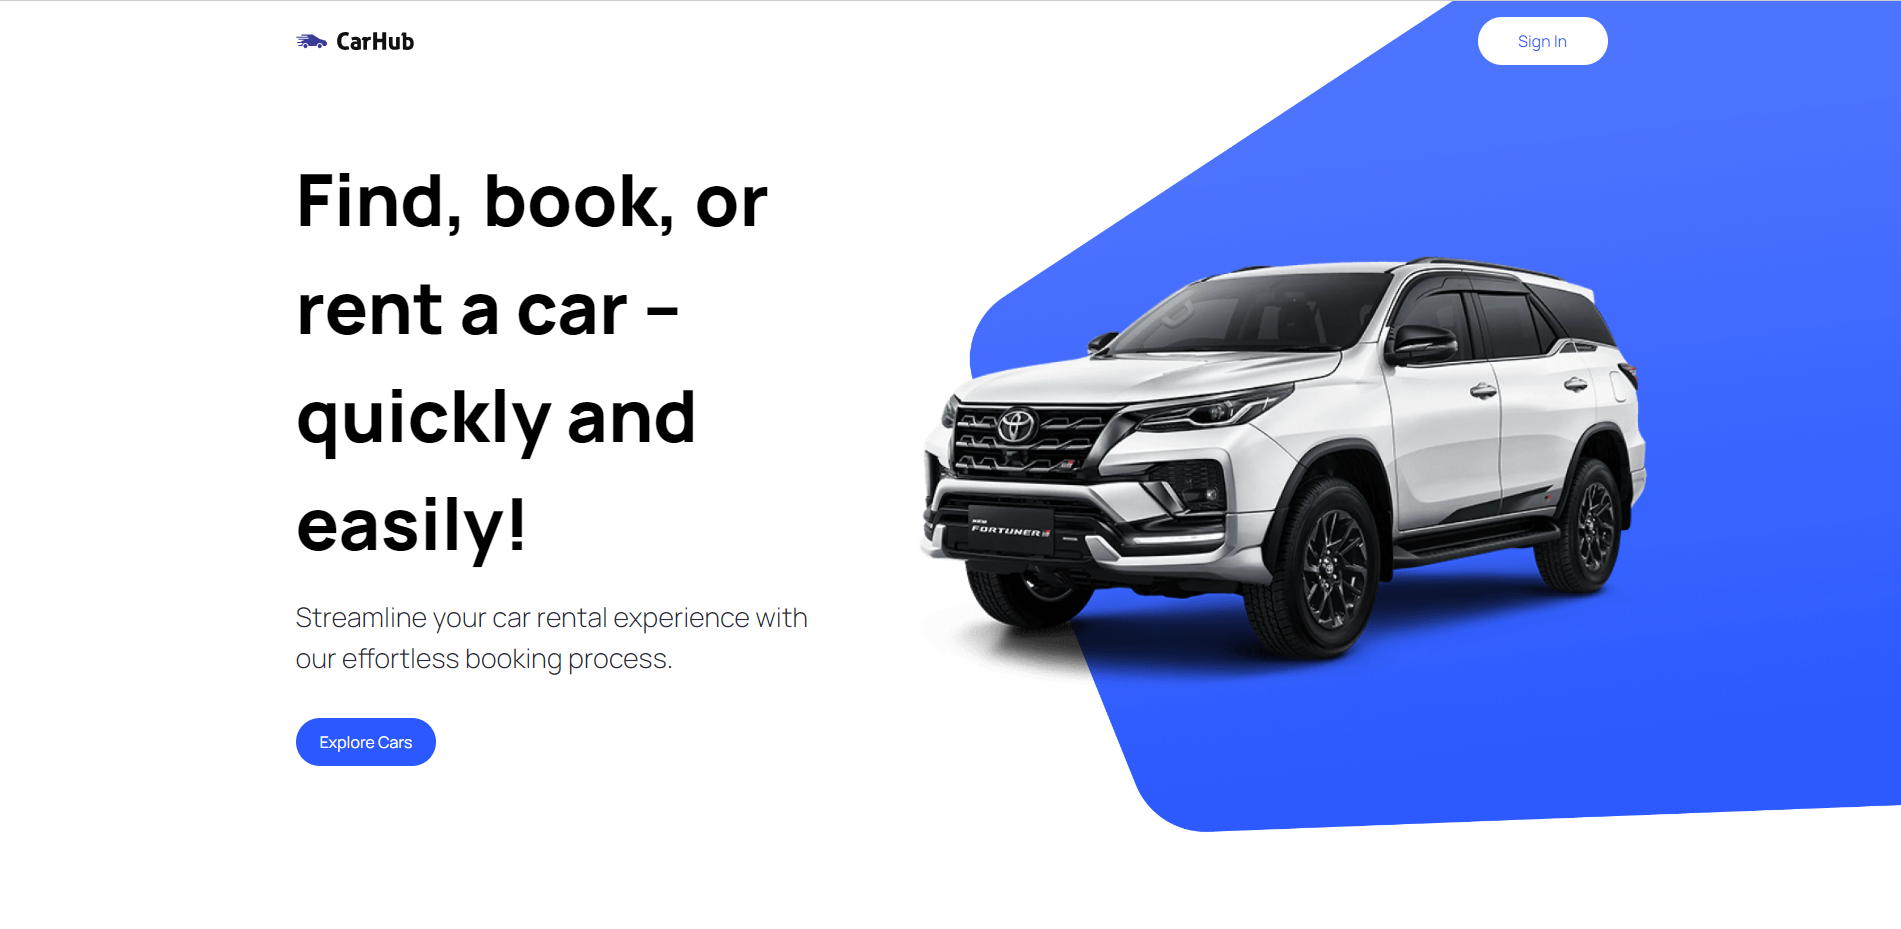 CarHub
Sign In
Find, book, or
rent a car –
quickly and
easily!
Streamline your car rental experience with
our effortless booking process.
Explore Cars
NEW
FORTUNER